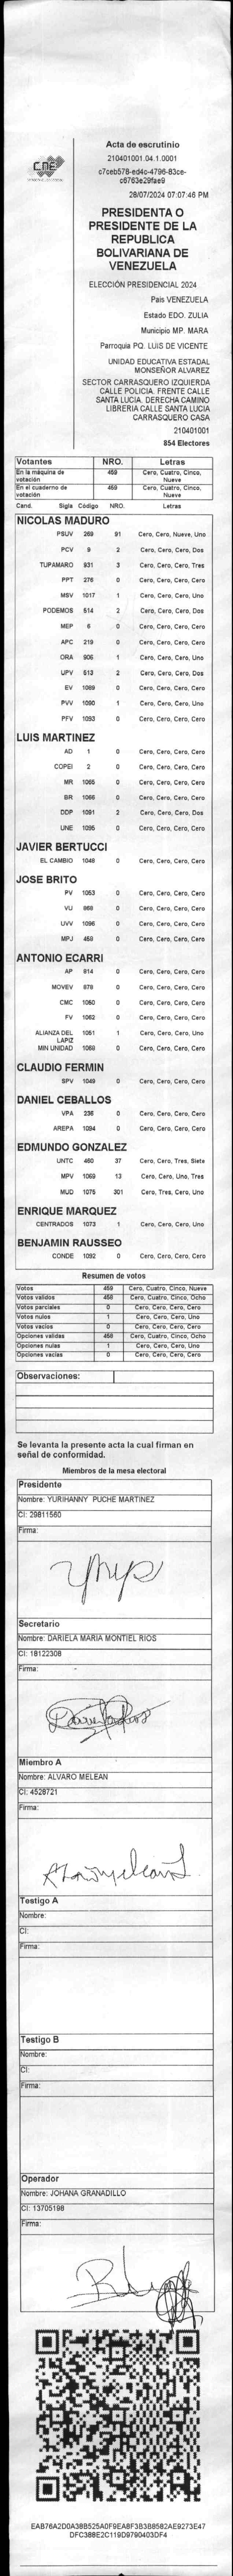 CNE
Acta de escrutinio
210401001.04.1.0001
c7ceb578-ed4c-4796-83ce-
c6763e29fae9
28/07/2024 07:07:46 PM
PRESIDENTA O
PRESIDENTE DE LA
REPUBLICA
BOLIVARIANA DE
VENEZUELA
ELECCIÓN PRESIDENCIAL 2024
País VENEZUELA
Estado EDO. ZULIA
Municipio MP. MARA
Parroquia PQ. LUIS DE VICENTE
UNIDAD EDUCATIVA ESTADAL
MONSEÑOR ALVAREZ
SECTOR CARRASQUERO IZQUIERDA
CALLE POLICIA. FRENTE CALLE
SANTA LUCIA. DERECHA CAMINO
LIBRERIA CALLE SANTA LUCIA
CARRASQUERO CASA
210401001
854 Electores
Votantes NRO. Letras
En la máquina de votación 459 Cero, Cuatro, Cinco, Nueve
En el cuaderno de votación 459 Cero, Cuatro, Cinco, Nueve
Cand. Sigla Código NRO. Letras
NICOLAS MADURO
PSUV 269 91 Cero, Cero, Nueve, Uno
PCV 9 2 Cero, Cero, Cero, Dos
TUPAMARO 931 3 Cero, Cero, Cero, Tres
PPT 276 0 Cero, Cero, Cero, Cero
MSV 1017 1 Cero, Cero, Cero, Uno
PODEMOS 514 2 Cero, Cero, Cero, Dos
MEP 6 0 Cero, Cero, Cero, Cero
APC 219 0 Cero, Cero, Cero, Cero
ORA 906 1 Cero, Cero, Cero, Uno
UPV 513 2 Cero, Cero, Cero, Dos
EV 1089 0 Cero, Cero, Cero, Cero
PVV 1090 1 Cero, Cero, Cero, Uno
PFV 1093 0 Cero, Cero, Cero, Cero
LUIS MARTINEZ
AD 1 0 Cero, Cero, Cero, Cero
COPEI 2 0 Cero, Cero, Cero, Cero
MR 1065 0 Cero, Cero, Cero, Cero
BR 1066 0 Cero, Cero, Cero, Cero
DDP 1091 2 Cero, Cero, Cero, Dos
UNE 1095 0 Cero, Cero, Cero, Cero
JAVIER BERTUCCI
EL CAMBIO 1048 0 Cero, Cero, Cero, Cero
JOSE BRITO
PV 1053 0 Cero, Cero, Cero, Cero
VU 868 0 Cero, Cero, Cero, Cero
UVV 1096 0 Cero, Cero, Cero, Cero
MPJ 459 0 Cero, Cero, Cero, Cero
ANTONIO ECARRI
AP 814 0 Cero, Cero, Cero, Cero
MOVEV 878 0 Cero, Cero, Cero, Cero
CMC 1060 0 Cero, Cero, Cero, Cero
FV 1062 0 Cero, Cero, Cero, Cero
ALIANZA DEL LAPIZ 1051 1 Cero, Cero, Cero, Uno
MIN UNIDAD 1069 0 Cero, Cero, Cero, Cero
CLAUDIO FERMIN
SPV 1049 0 Cero, Cero, Cero, Cero
DANIEL CEBALLOS
VPA 236 0 Cero, Cero, Cero, Cero
AREPA 1094 0 Cero, Cero, Cero, Cero
EDMUNDO GONZALEZ
UNTC 460 37 Cero, Cero, Tres, Siete
MPV 1069 13 Cero, Cero, Uno, Tres
MUD 1075 301 Cero, Tres, Cero, Uno
ENRIQUE MARQUEZ
CENTRADOS 1073 1 Cero, Cero, Cero, Uno
BENJAMIN RAUSSEO
CONDE 1092 0 Cero, Cero, Cero, Cero
Resumen de votos
Votos 459 Cero, Cuatro, Cinco, Nueve
Votos validos 458 Cero, Cuatro, Cinco, Ocho
Votos parciales 0 Cero, Cero, Cero, Cero
Votos nulos 1 Cero, Cero, Cero, Uno
Votos vacios 0 Cero, Cero, Cero, Cero
Opciones validas 458 Cero, Cuatro, Cinco, Ocho
Opciones nulas 1 Cero, Cero, Cero, Uno
Opciones vacias 0 Cero, Cero, Cero, Cero
Observaciones:
Se levanta la presente acta la cual firman en
señal de conformidad.
Miembros de la mesa electoral
Presidente
Nombre: YURIHANNY PUCHE MARTINEZ
CI: 29811560
Firma:
Secretario
Nombre: DARIELA MARIA MONTIEL RIOS
CI: 18122308
Firma:
Miembro A
Nombre: ALVARO MELEAN
CI: 4528721
Firma:
Testigo A
Nombre:
CI:
Firma:
Testigo B
Nombre:
CI:
Firma:
Operador
Nombre: JOHANA GRANADILLO
CI: 13705198
Firma:
EAB76A2D0A38B525A0F9EA8F3B3B8582AE9273E47
DFC388E2C119D9790403DF4